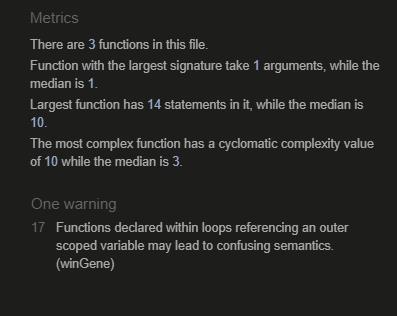 Metrics
There are 3 functions in this file.
Function with the largest signature take 1 arguments, while the
median is 1.
Largest function has 14 statements in it, while the median is
10.
The most complex function has a cyclomatic complexity value
of 10 while the median is 3.
One warning
17 Functions declared within loops referencing an outer
scoped variable may lead to confusing semantics.
(winGene)